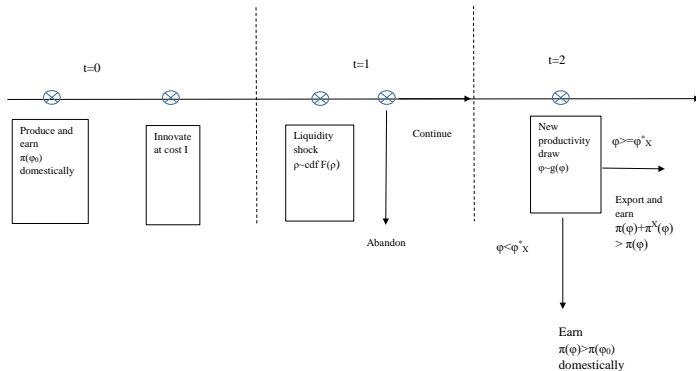 t=0
t=1
t=2
Produce and
earn
π(φ₀)
domestically
Innovate
at cost I
Liquidity
shock
ρ~cdf F(ρ)
Continue
Abandon
New
productivity
draw
φ~g(φ)
φ>=φ*X
Export and
earn
π(φ)+πˣ(φ)
> π(φ)
φ<φ*X
Earn
π(φ)>π(φ₀)
domestically